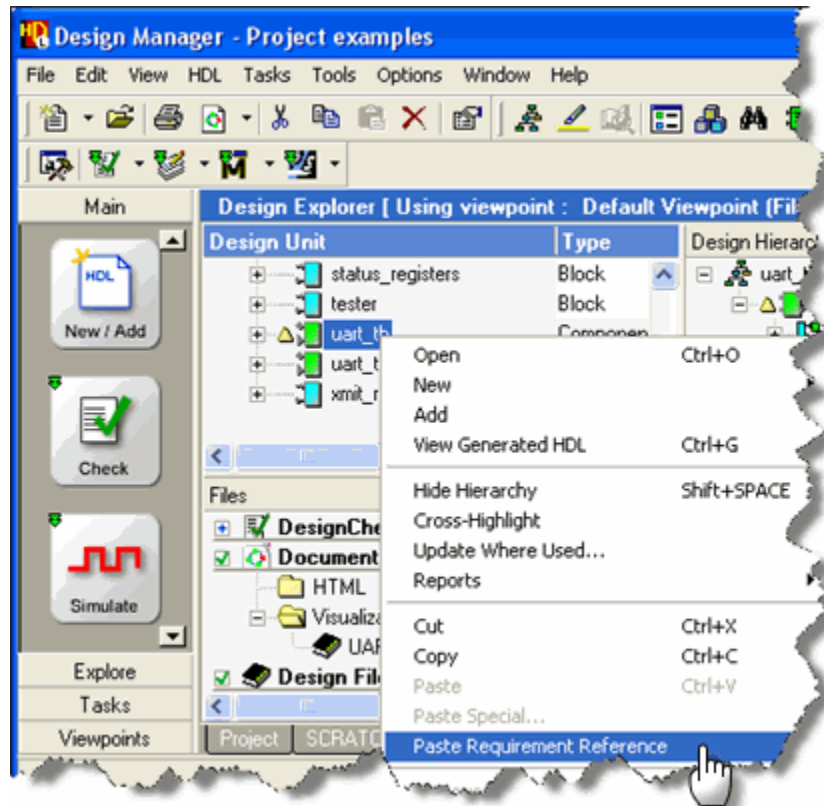 Design Manager - Project examples
File Edit View HDL Tasks Tools Options Window Help
Main
Design Explorer [ Using viewpoint : Default Viewpoint (Fil
Design Unit Type Design Hierarc
status_registers Block
uart_t
tester Block
uart_tb Componen
uart_t
xmit_r
HDL
New / Add
Check
Simulate
Explore
Tasks
Viewpoints
Files
DesignChe
Document
HTML
Visualiza
UAR
Design File
Project SCRATC
Open Ctrl+O
New
Add
View Generated HDL Ctrl+G
Hide Hierarchy Shift+SPACE
Cross-Highlight
Update Where Used...
Reports
Cut Ctrl+X
Copy Ctrl+C
Paste Ctrl+V
Paste Special...
Paste Requirement Reference